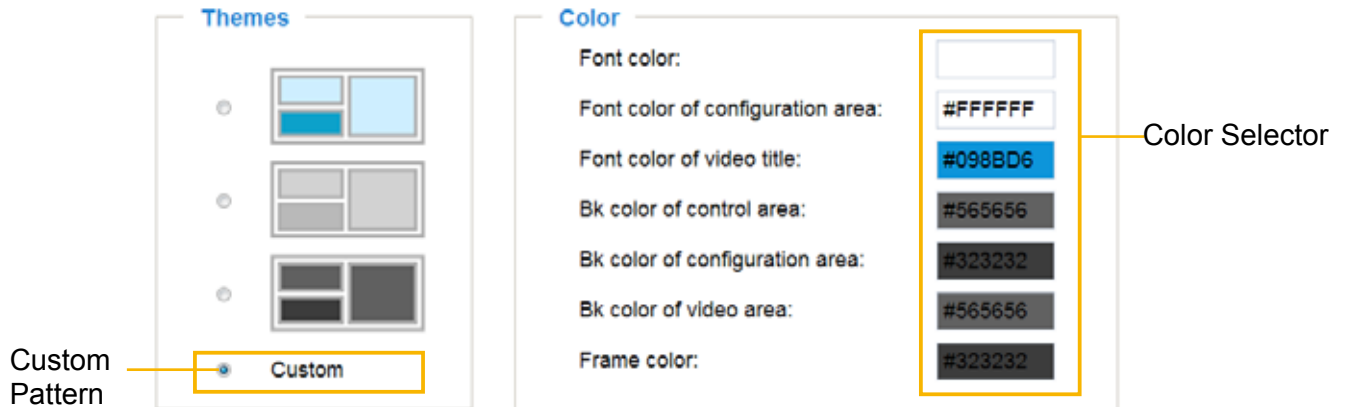 Themes
Color
Font color:
Font color of configuration area: #FFFFFF
Font color of video title: #098BD6
Bk color of control area: #565656
Bk color of configuration area: #323232
Bk color of video area: #565656
Frame color: #323232
Color Selector
Custom
Pattern
Custom